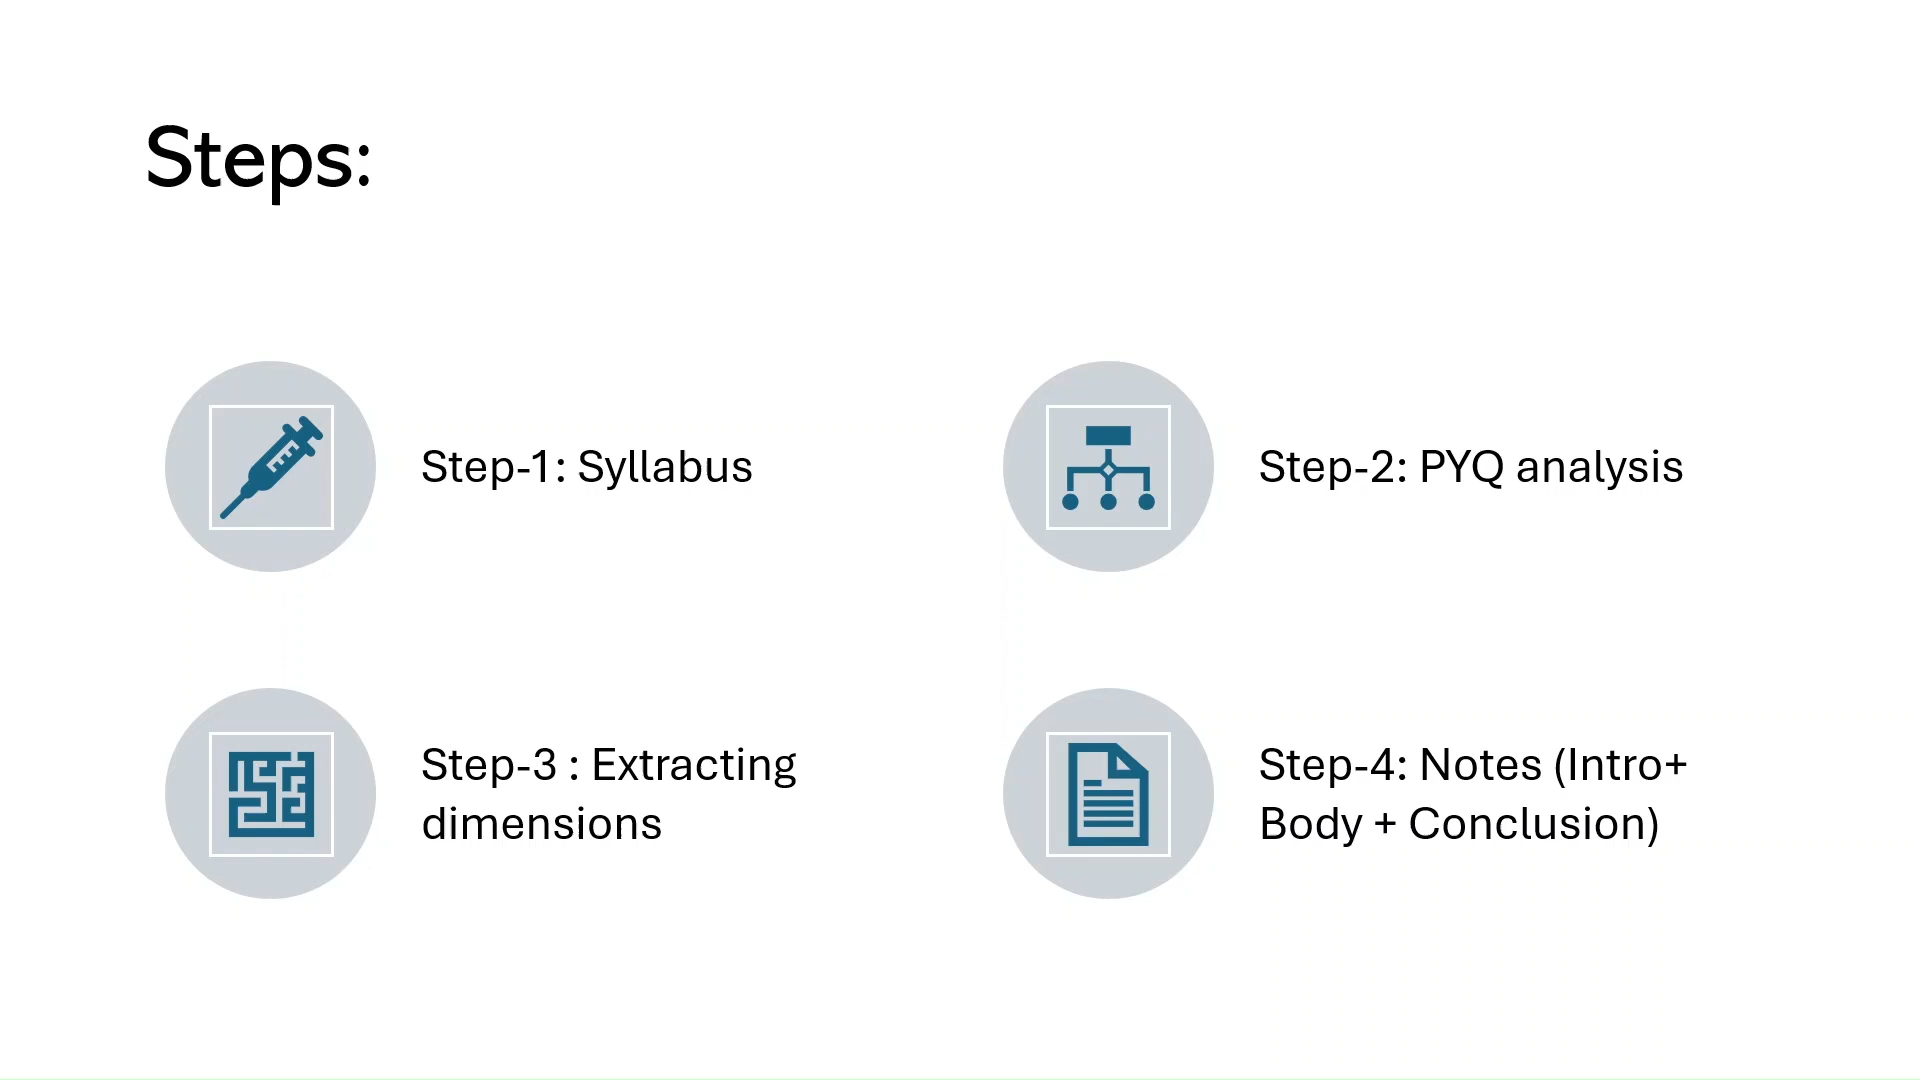 Steps:
Step-1: Syllabus
Step-2: PYQ analysis
Step-3 : Extracting
dimensions
Step-4: Notes (Intro+
Body + Conclusion)